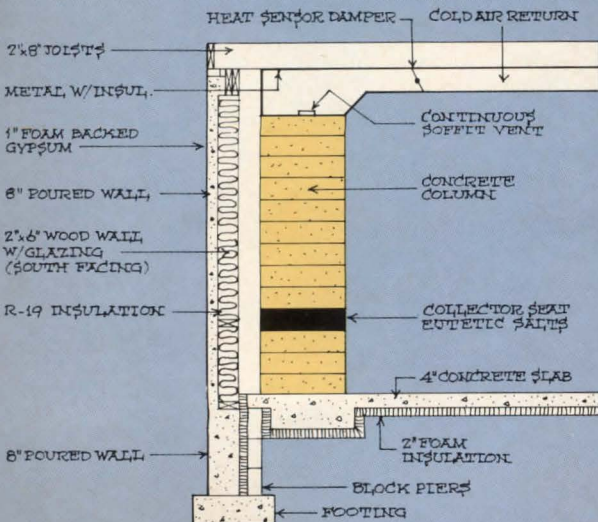 HEAT SENSOR DAMPER
COLD AIR RETURN
2"x8" JOISTS
METAL W/INSUL.
CONTINUOUS
SOFFIT VENT
1" FOAM BACKED
GYPSUM
CONCRETE
COLUMN
8" POURED WALL
2"x6" WOOD WALL
W/GLAZING
(SOUTH FACING)
R-19 INSULATION
COLLECTOR SEAT
EUTETIC SALTS
4" CONCRETE SLAB
8" POURED WALL
2" FOAM
INSULATION
BLOCK PIERS
FOOTING